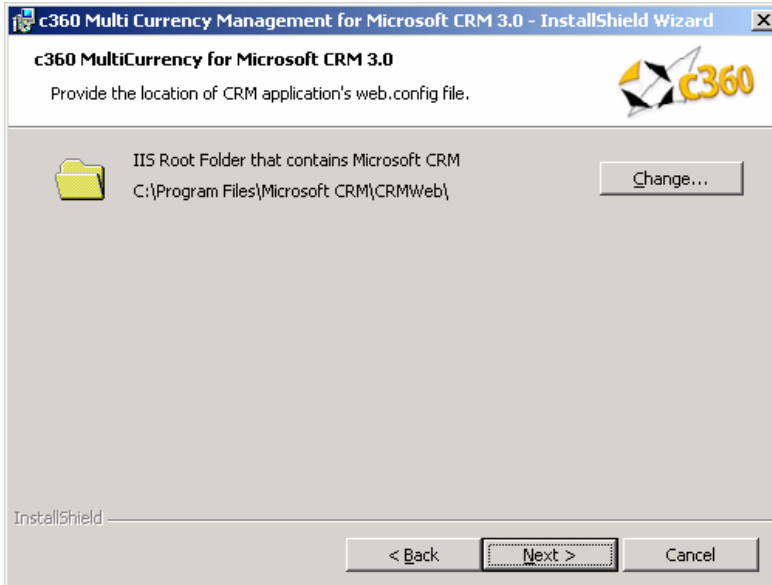 c360 Multi Currency Management for Microsoft CRM 3.0 - InstallShield Wizard
c360 MultiCurrency for Microsoft CRM 3.0
Provide the location of CRM application's web.config file.
c360
IIS Root Folder that contains Microsoft CRM
C:\Program Files\Microsoft CRM\CRMWeb\
Change...
InstallShield
< Back
Next >
Cancel